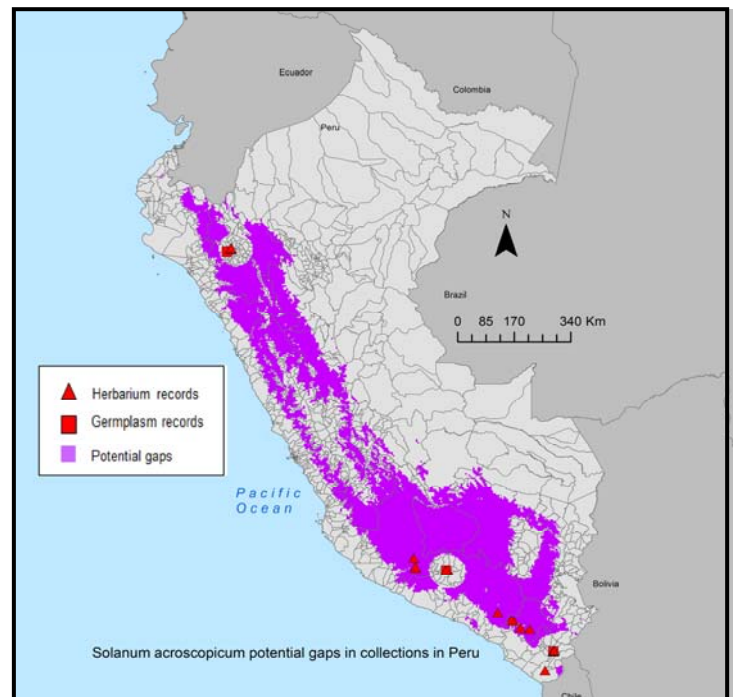 Ecuador
Colombia
Peru
N
Brazil
0 85 170 340 Km
Herbarium records
Germplasm records
Potential gaps
Pacific
Ocean
Bolivia
Solanum acroscopicum potential gaps in collections in Peru
Chile